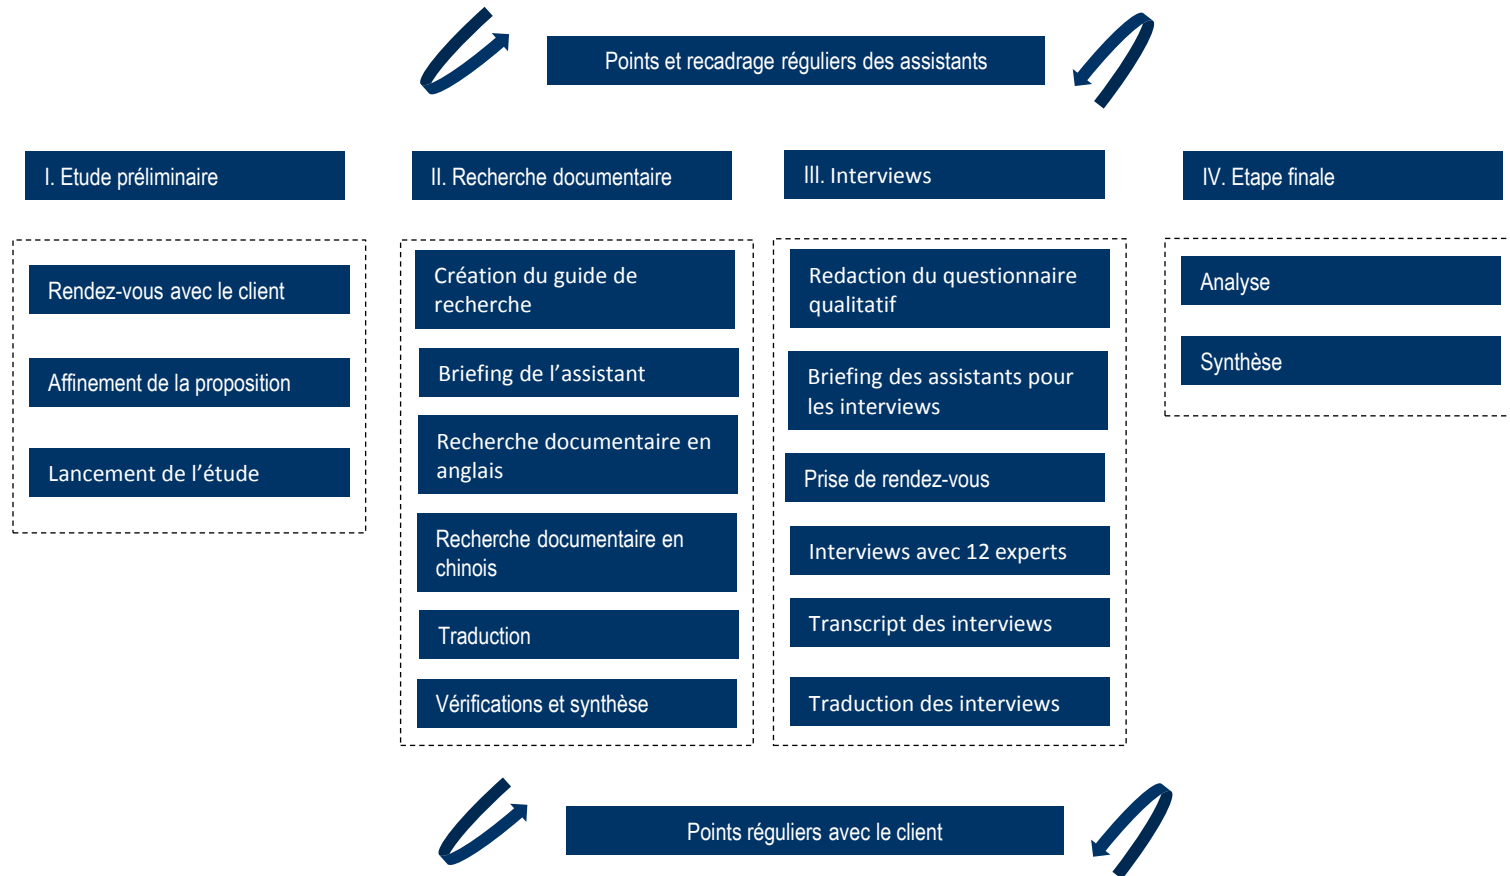 Points et recadrage réguliers des assistants
I. Etude préliminaire
Rendez-vous avec le client
Affinement de la proposition
Lancement de l’étude
II. Recherche documentaire
Création du guide de
recherche
Briefing de l’assistant
Recherche documentaire en
anglais
Recherche documentaire en
chinois
Traduction
Vérifications et synthèse
III. Interviews
Redaction du questionnaire
qualitatif
Briefing des assistants pour
les interviews
Prise de rendez-vous
Interviews avec 12 experts
Transcript des interviews
Traduction des interviews
IV. Etape finale
Analyse
Synthèse
Points réguliers avec le client